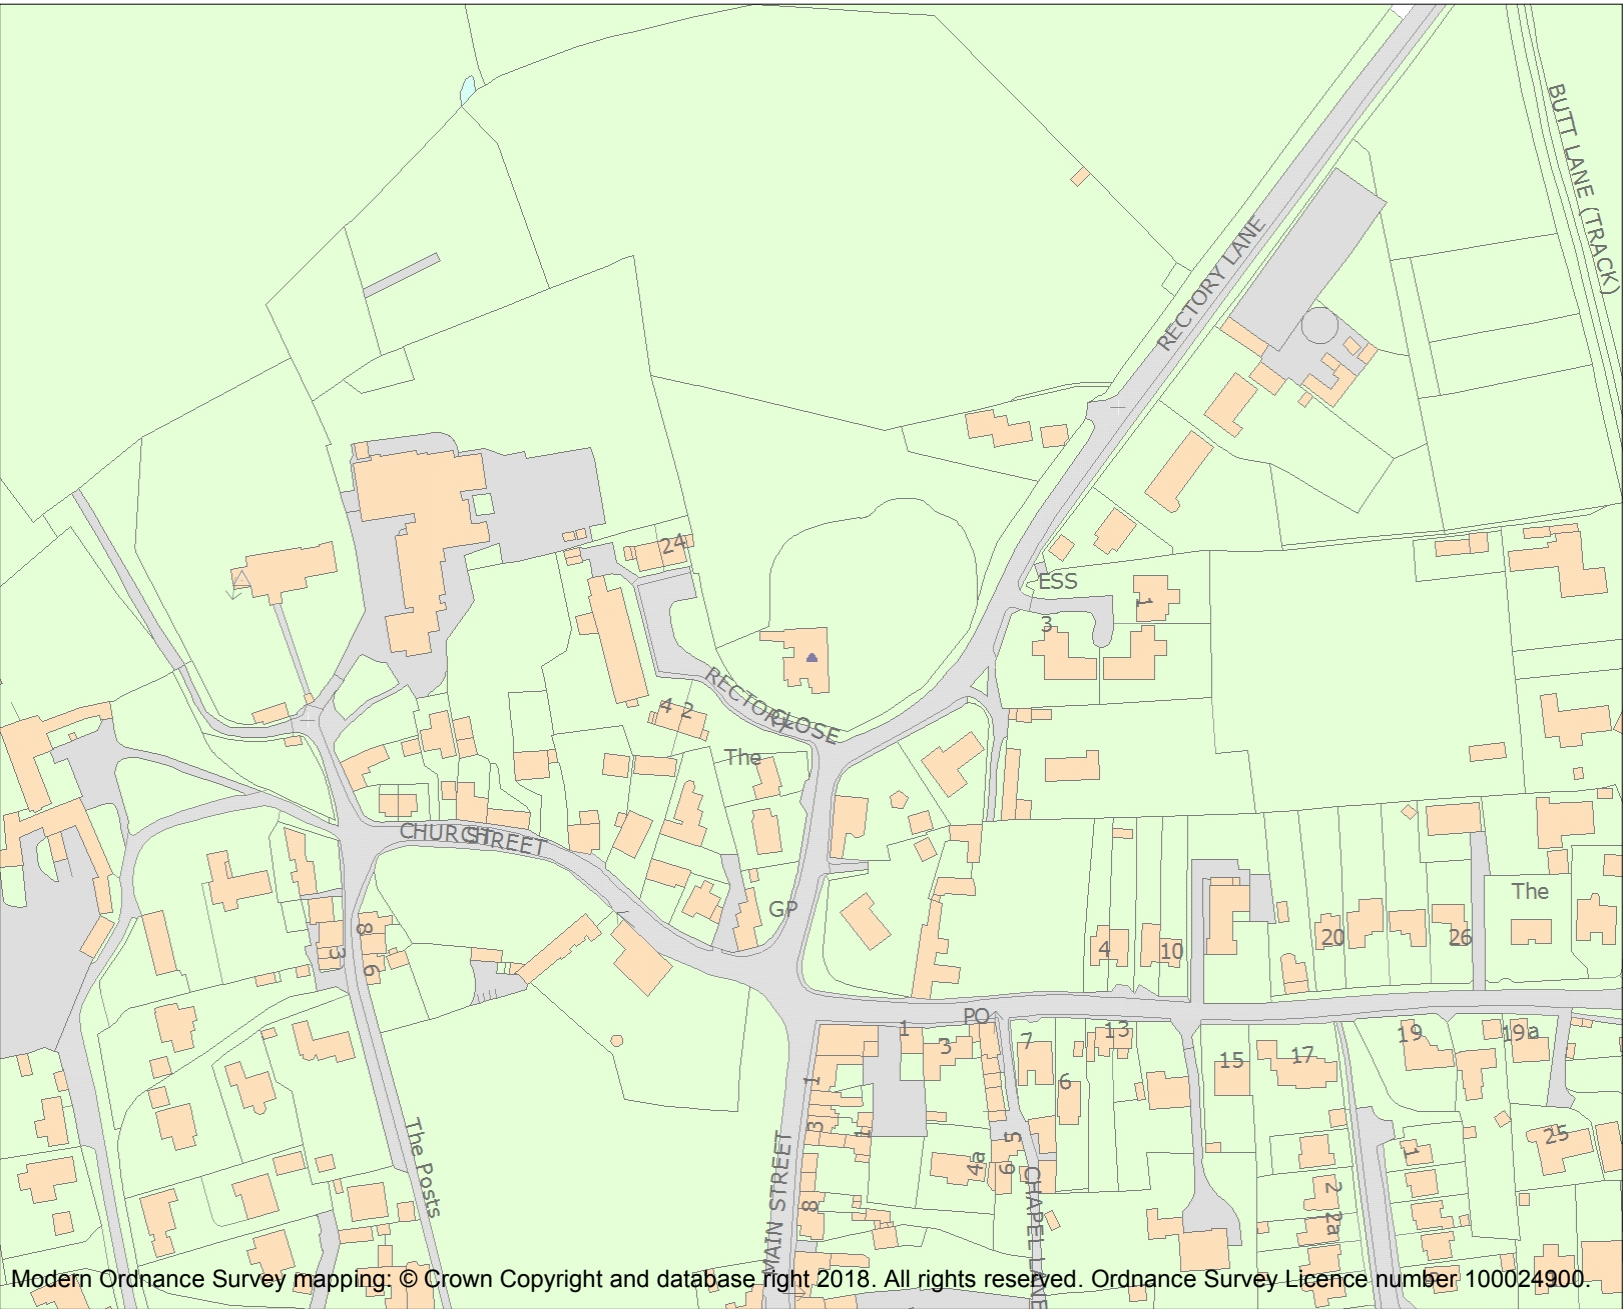 BUTT LANE (TRACK)
RECTORY LANE
24
ESS
1
3
RECTORY CLOSE
4 2
The
CHURCH STREET
The
GP
8
3
6
4
10
20
26
PO
1
3
7
13
6
15
17
19
19a
1
3
1
5
6
4a
8
25
1
2
2a
The Posts
MAIN STREET
CHAPEL LANE
Modern Ordnance Survey mapping: © Crown Copyright and database right 2018. All rights reserved. Ordnance Survey Licence number 100024900.